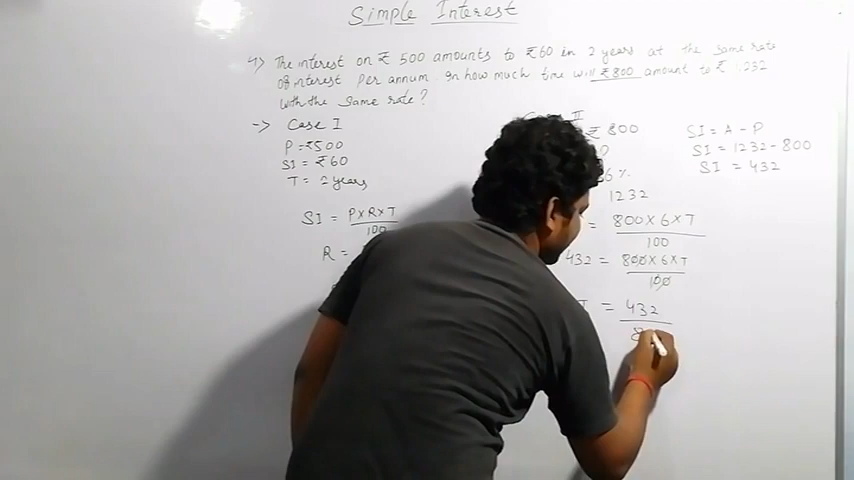 Simple Interest
4) The interest on ₹ 500 amounts to ₹60 in 2 years at the same rate
of interest per annum. In how much time will ₹800 amount to ₹ 1,232
with the same rate?
-> Case I
P = ₹500
SI = ₹60
T = 2 years
SI = P×R×T
100
R =
II
₹ 800
6%
1232
= 800×6×T
100
432 = 800×6×T
100
T = 432
8
SI = A - P
SI = 1232-800
SI = 432